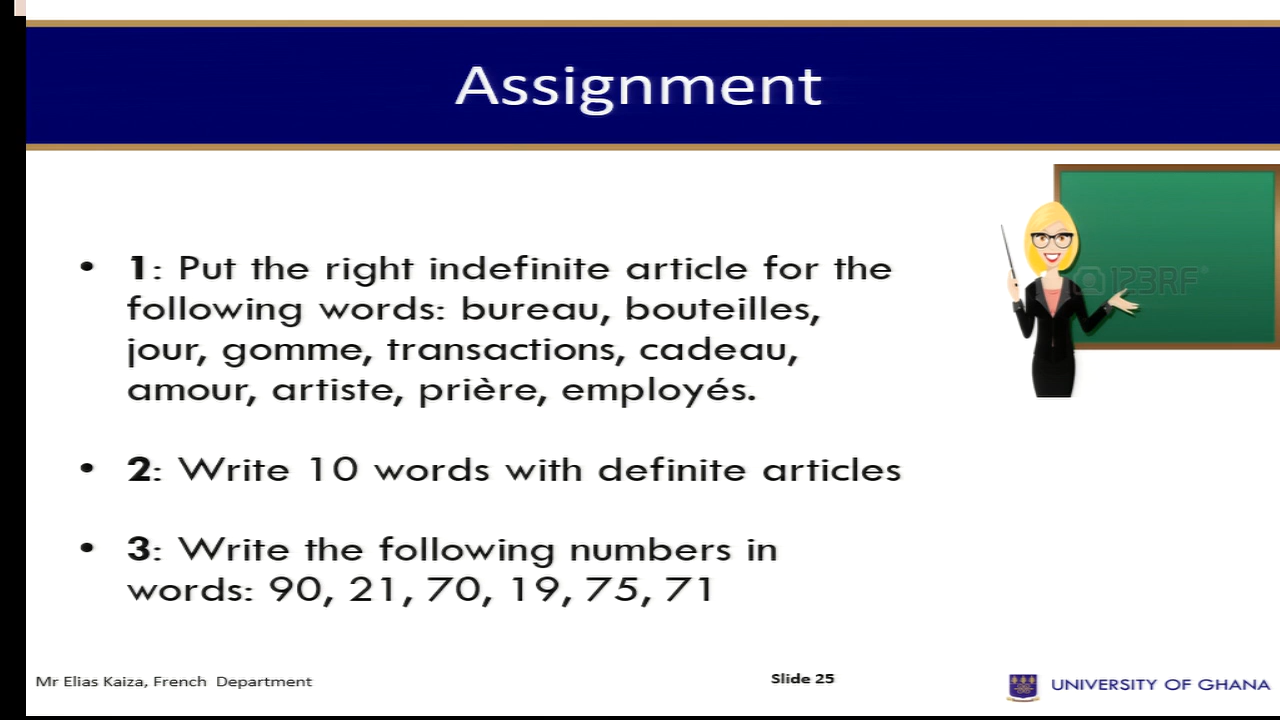 Assignment
• 1: Put the right indefinite article for the
following words: bureau, bouteilles,
jour, gomme, transactions, cadeau,
amour, artiste, prière, employés.
• 2: Write 10 words with definite articles
• 3: Write the following numbers in
words: 90, 21, 70, 19, 75, 71
123RF
Mr Elias Kaiza, French Department
Slide 25
UNIVERSITY OF GHANA